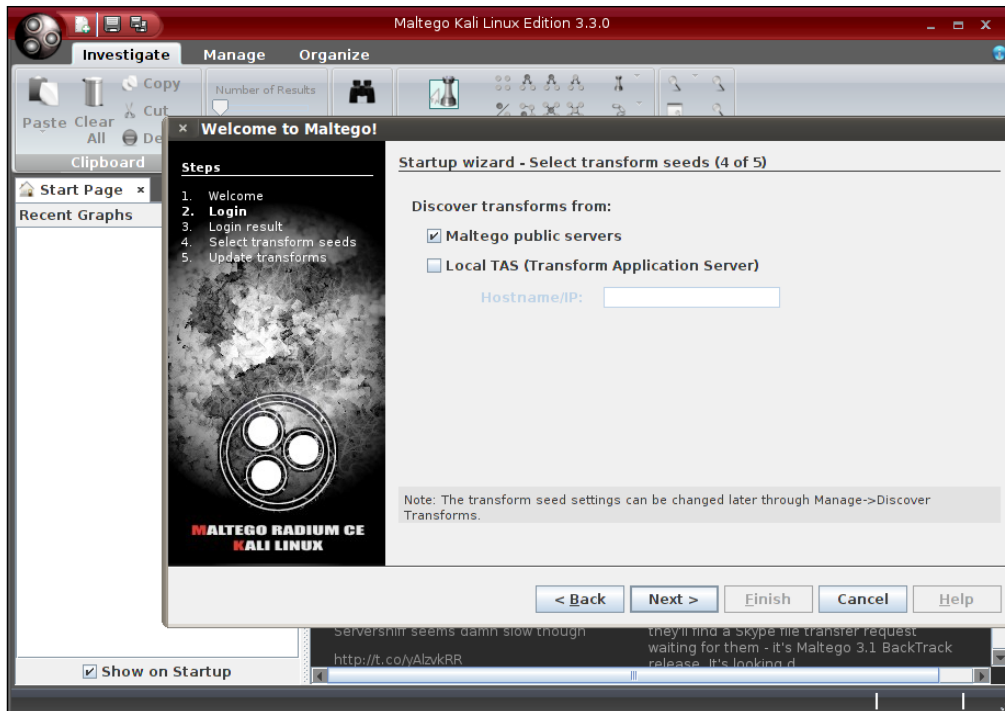 Maltego Kali Linux Edition 3.3.0
Investigate Manage Organize
Paste
Clear All
Copy
Cut
De
Number of Results
Clipboard
Start Page
Recent Graphs
Welcome to Maltego!
Steps
1. Welcome
2. Login
3. Login result
4. Select transform seeds
5. Update transforms
MALTEGO RADIUM CE
KALI LINUX
Startup wizard - Select transform seeds (4 of 5)
Discover transforms from:
Maltego public servers
Local TAS (Transform Application Server)
Hostname/IP:
Note: The transform seed settings can be changed later through Manage->Discover
Transforms.
< Back Next > Finish Cancel Help
Serversniff seems damn slow though
http://t.co/yAlzvkRR
they'll find a Skype file transfer request
waiting for them - it's Maltego 3.1 BackTrack
release. It's looking d
Show on Startup